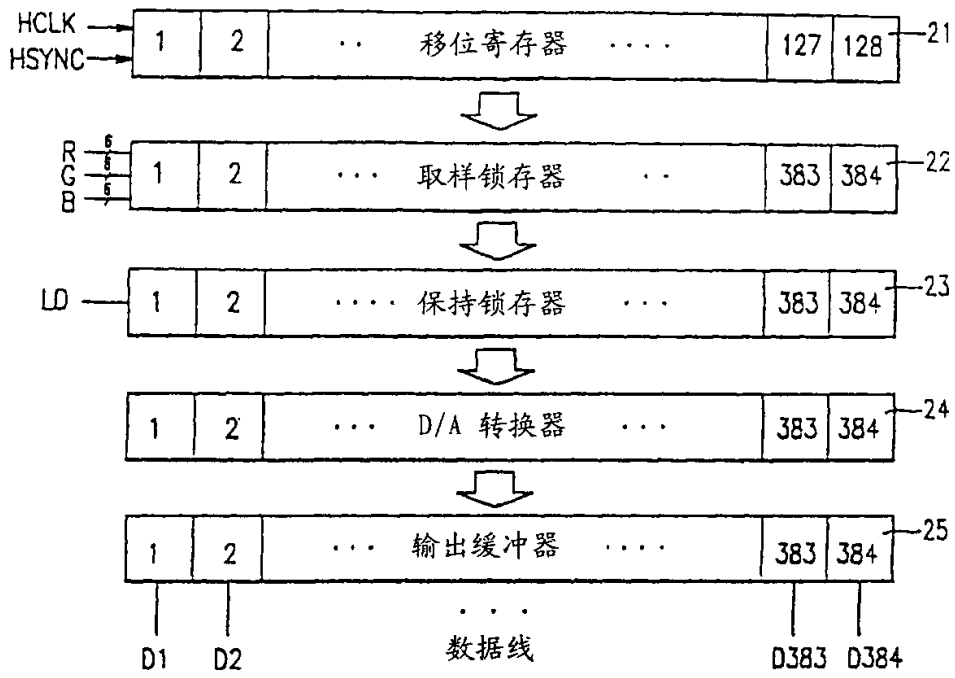 HCLK
HSYNC
1 2 ·· 移位寄存器 ···· 127 128 21
R 6
G 6
B 6
1 2 ··· 取样锁存器 ·· 383 384 22
LD 1 2 ···· 保持锁存器 ··· 383 384 23
1 2 ··· D/A 转换器 ··· 383 384 24
1 2 ··· 输出缓冲器 ···· 383 384 25
···
D1 D2 数据线 D383 D384